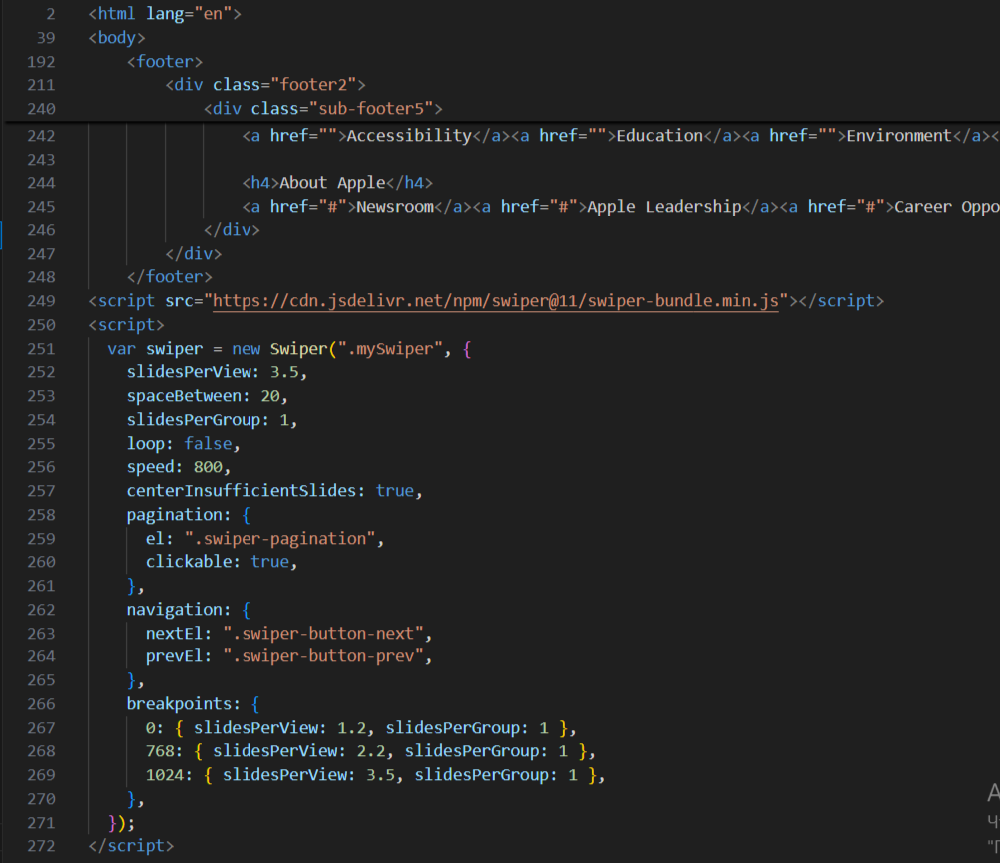 2 <html lang="en">
39 <body>
192 <footer>
211 <div class="footer2">
240 <div class="sub-footer5">
242 <a href="">Accessibility</a><a href="">Education</a><a href="">Environment</a><
243
244 <h4>About Apple</h4>
245 <a href="#">Newsroom</a><a href="#">Apple Leadership</a><a href="#">Career Oppo
246 </div>
247 </div>
248 </footer>
249 <script src="https://cdn.jsdelivr.net/npm/swiper@11/swiper-bundle.min.js"></script>
250 <script>
251 var swiper = new Swiper(".mySwiper", {
252 slidesPerView: 3.5,
253 spaceBetween: 20,
254 slidesPerGroup: 1,
255 loop: false,
256 speed: 800,
257 centerInsufficientSlides: true,
258 pagination: {
259 el: ".swiper-pagination",
260 clickable: true,
261 },
262 navigation: {
263 nextEl: ".swiper-button-next",
264 prevEl: ".swiper-button-prev",
265 },
266 breakpoints: {
267 0: { slidesPerView: 1.2, slidesPerGroup: 1 },
268 768: { slidesPerView: 2.2, slidesPerGroup: 1 },
269 1024: { slidesPerView: 3.5, slidesPerGroup: 1 },
270 },
271 });
272 </script>